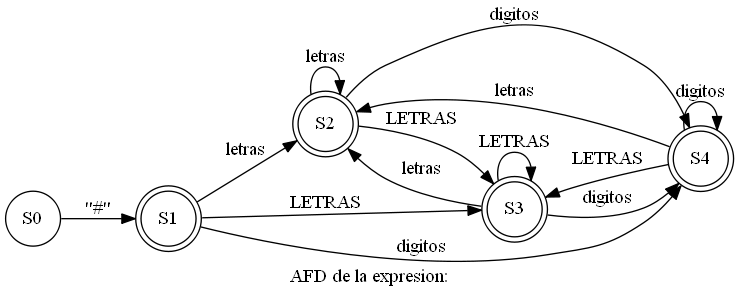 digitos
letras
digitos
letras
S2
LETRAS
LETRAS
letras
LETRAS
S4
letras
digitos
"#"
LETRAS
S3
S0
S1
digitos
AFD de la expresion: